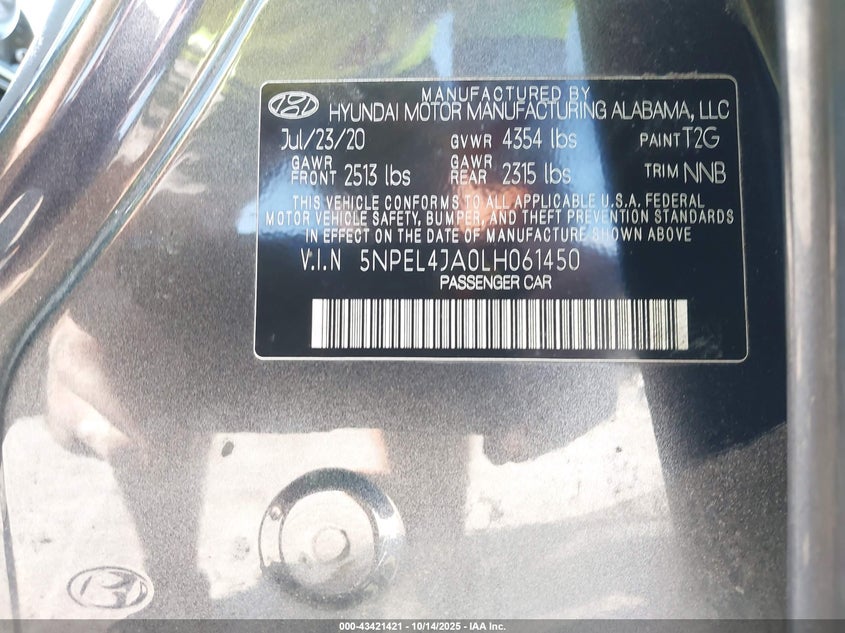 MANUFACTURED BY
HYUNDAI MOTOR MANUFACTURING ALABAMA, LLC
Jul/23/20 GVWR 4354 lbs PAINT T2G
GAWR FRONT 2513 lbs GAWR REAR 2315 lbs TRIM NNB
THIS VEHICLE CONFORMS TO ALL APPLICABLE U.S.A. FEDERAL
MOTOR VEHICLE SAFETY, BUMPER, AND THEFT PREVENTION STANDARDS
IN EFFECT ON THE DATE OF MANUFACTURE SHOWN ABOVE
V.I.N 5NPEL4JA0LH061450
PASSENGER CAR
000-43421421 - 10/14/2025 - IAA Inc.